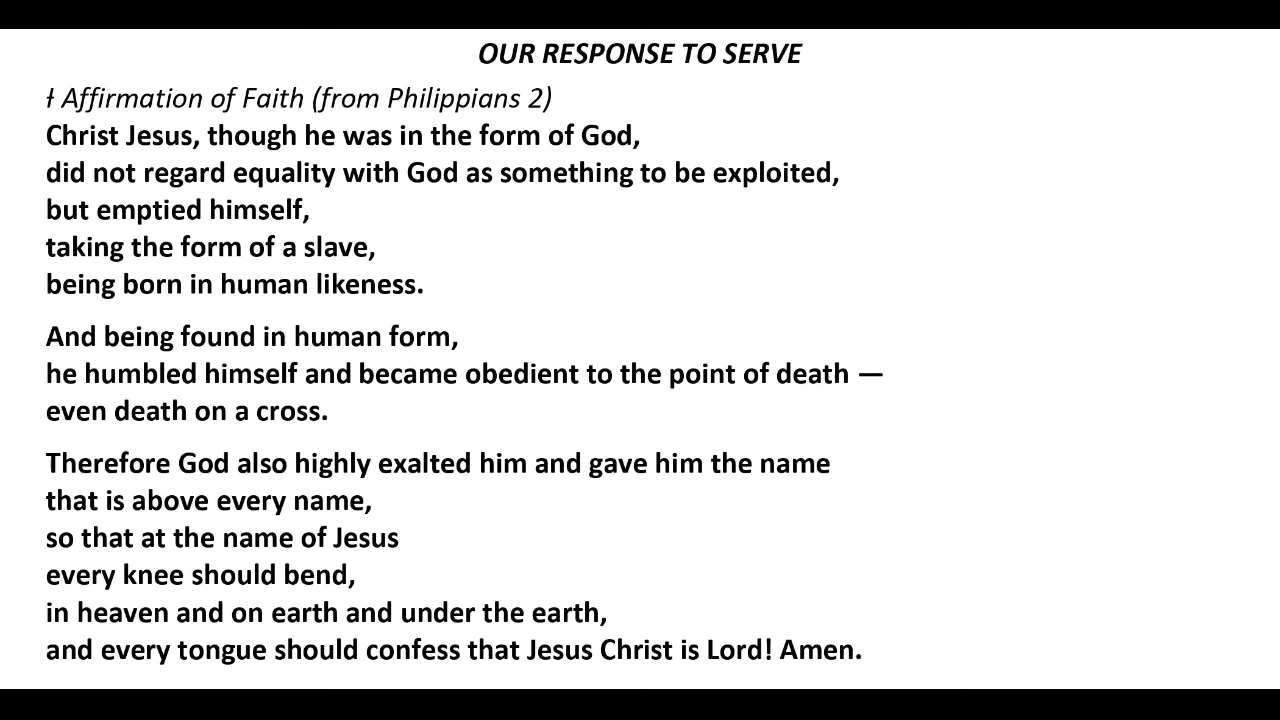 OUR RESPONSE TO SERVE
ƚ Affirmation of Faith (from Philippians 2)
Christ Jesus, though he was in the form of God,
did not regard equality with God as something to be exploited,
but emptied himself,
taking the form of a slave,
being born in human likeness.
And being found in human form,
he humbled himself and became obedient to the point of death —
even death on a cross.
Therefore God also highly exalted him and gave him the name
that is above every name,
so that at the name of Jesus
every knee should bend,
in heaven and on earth and under the earth,
and every tongue should confess that Jesus Christ is Lord! Amen.